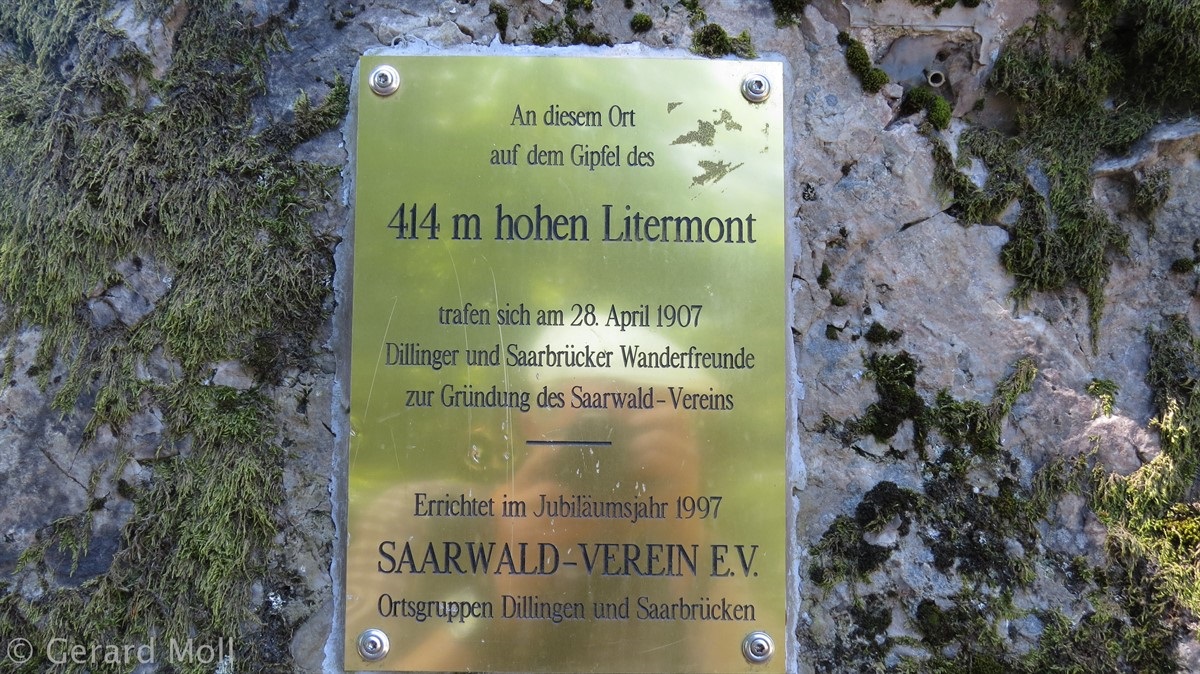 An diesem Ort
auf dem Gipfel des
414 m hohen Litermont
trafen sich am 28. April 1907
Dillinger und Saarbrücker Wanderfreunde
zur Gründung des Saarwald-Vereins
Errichtet im Jubiläumsjahr 1997
SAARWALD-VEREIN E.V.
Ortsgruppen Dillingen und Saarbrücken
© Gerard Moll